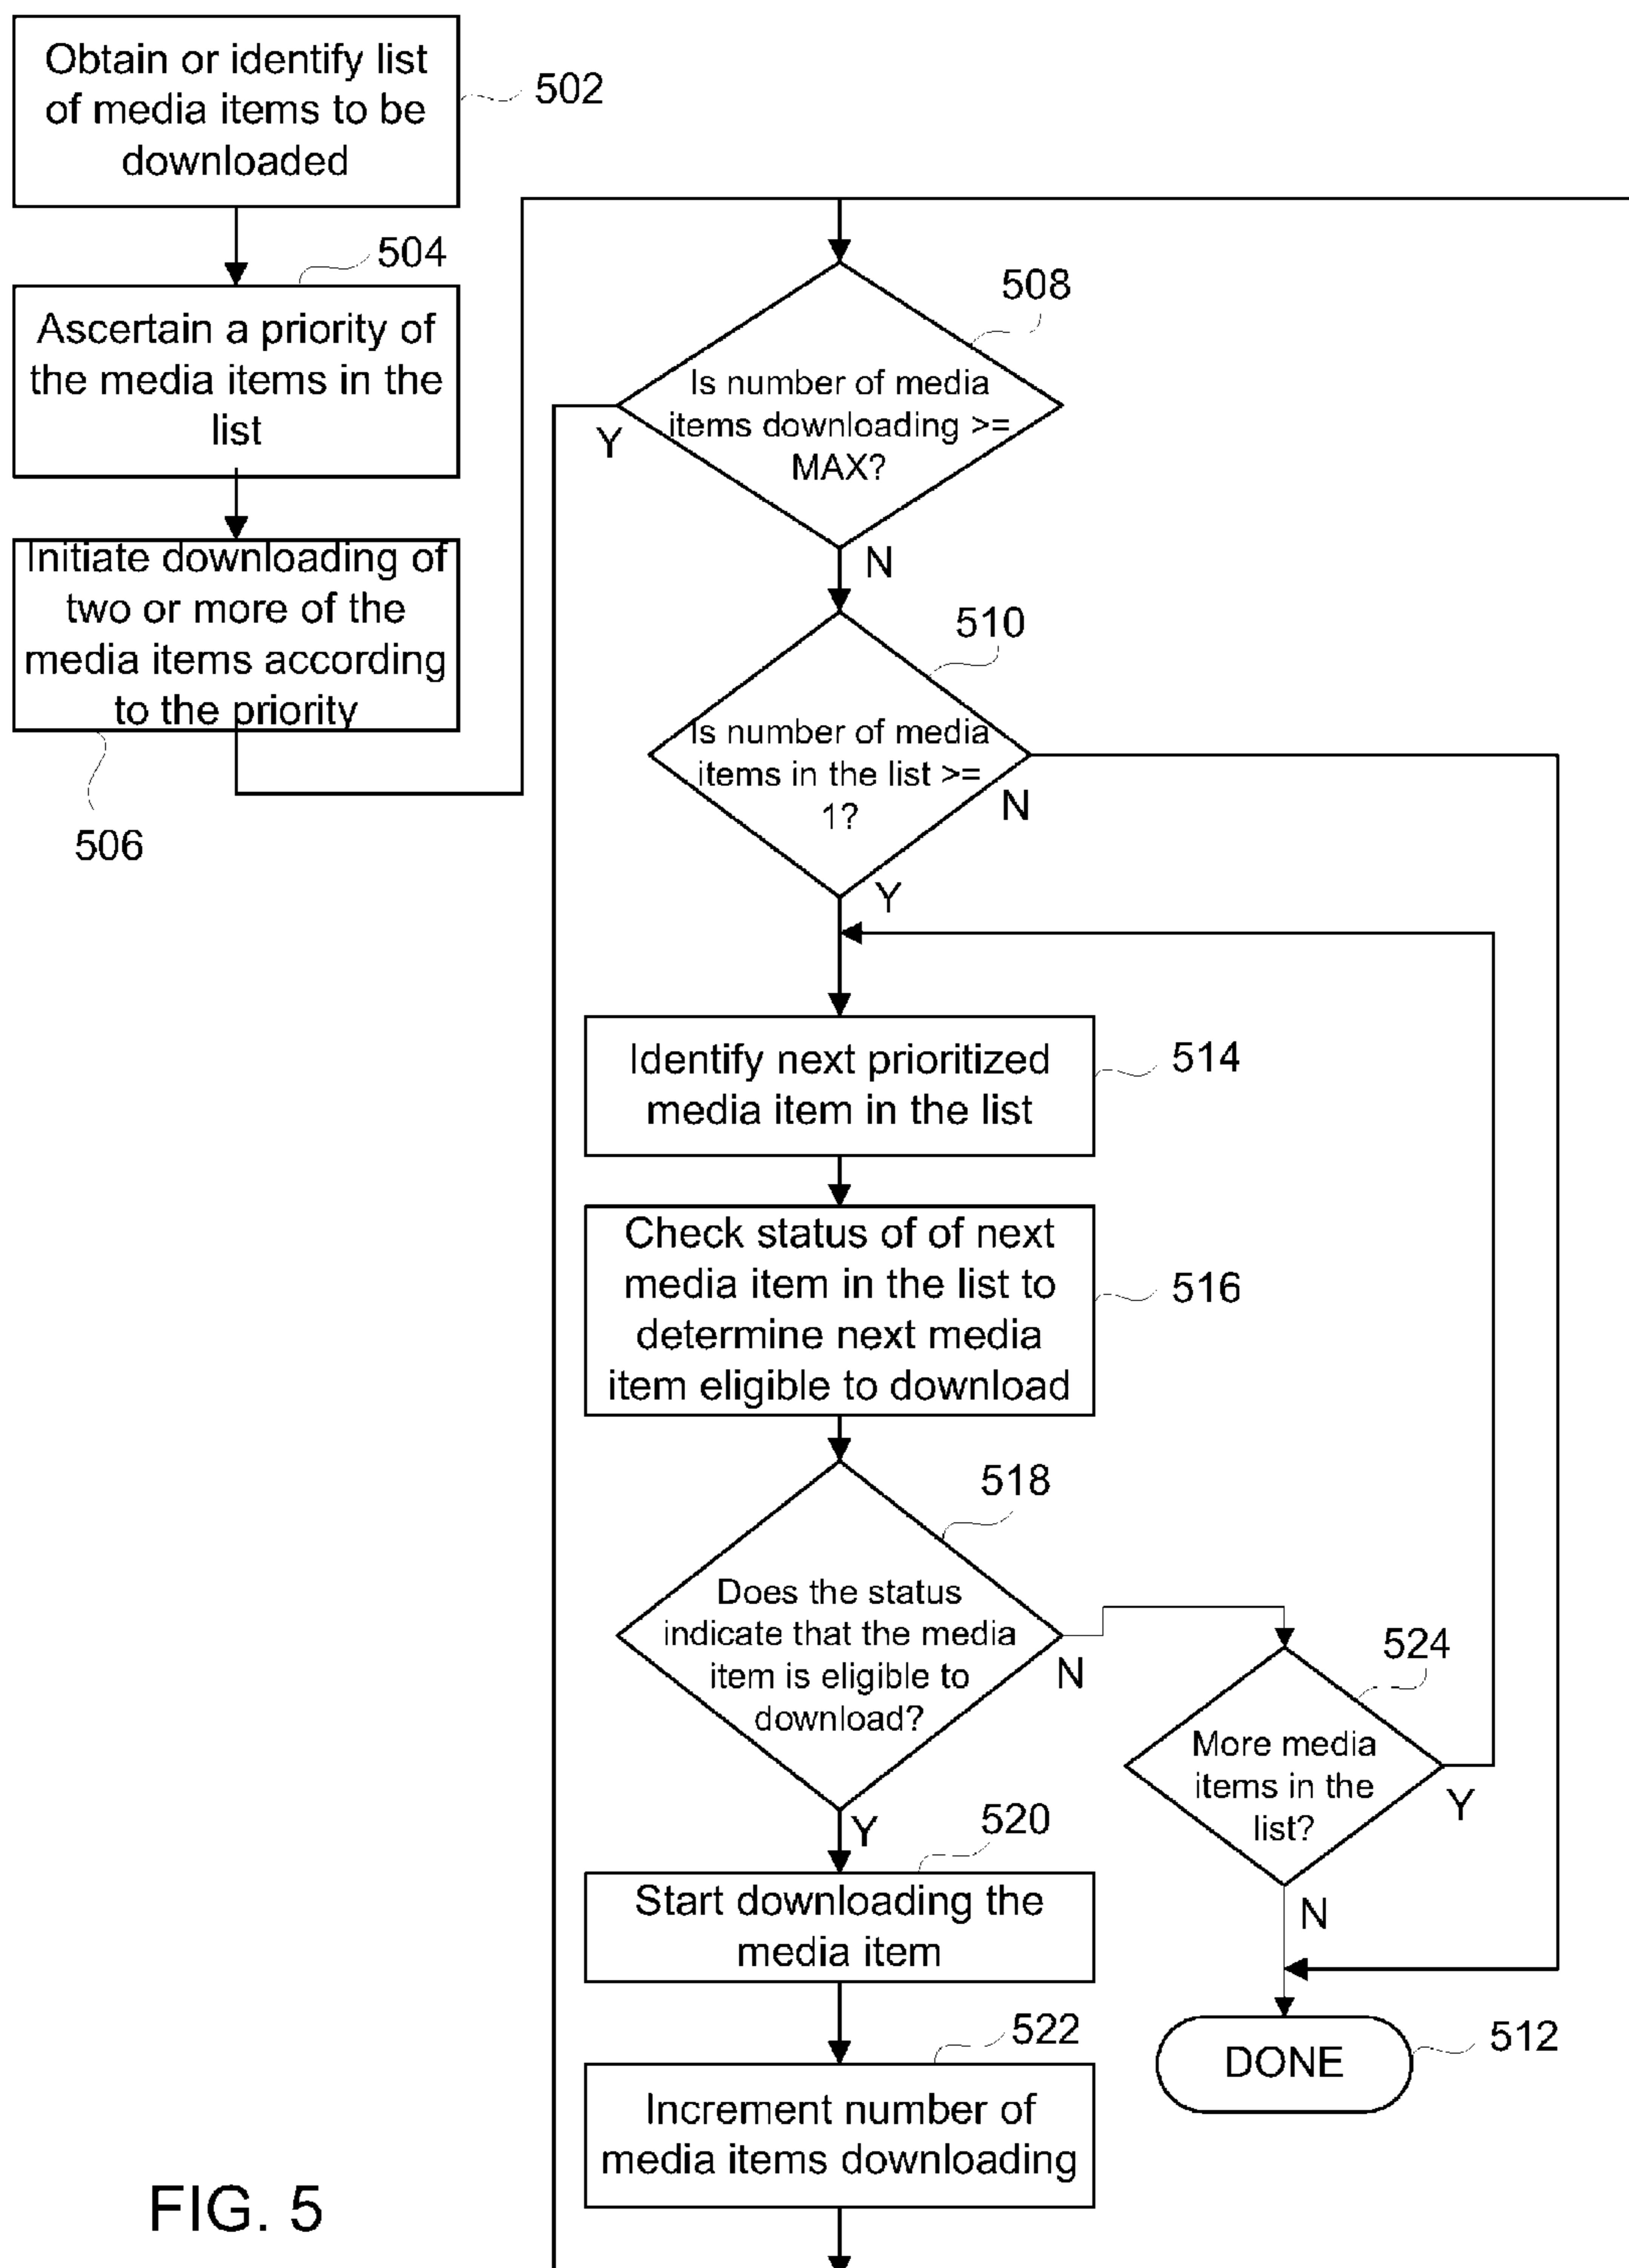 Obtain or identify list
of media items to be
downloaded
502
504
Ascertain a priority of
the media items in the
list
Initiate downloading of
two or more of the
media items according
to the priority
506
508
Is number of media
items downloading >=
MAX?
Y
N
510
Is number of media
items in the list >=
1?
N
Y
Identify next prioritized
media item in the list
514
Check status of of next
media item in the list to
determine next media
item eligible to download
516
518
Does the status
indicate that the media
item is eligible to
download?
N
Y
524
More media
items in the
list?
Y
N
520
Start downloading the
media item
522
Increment number of
media items downloading
DONE
512
FIG. 5